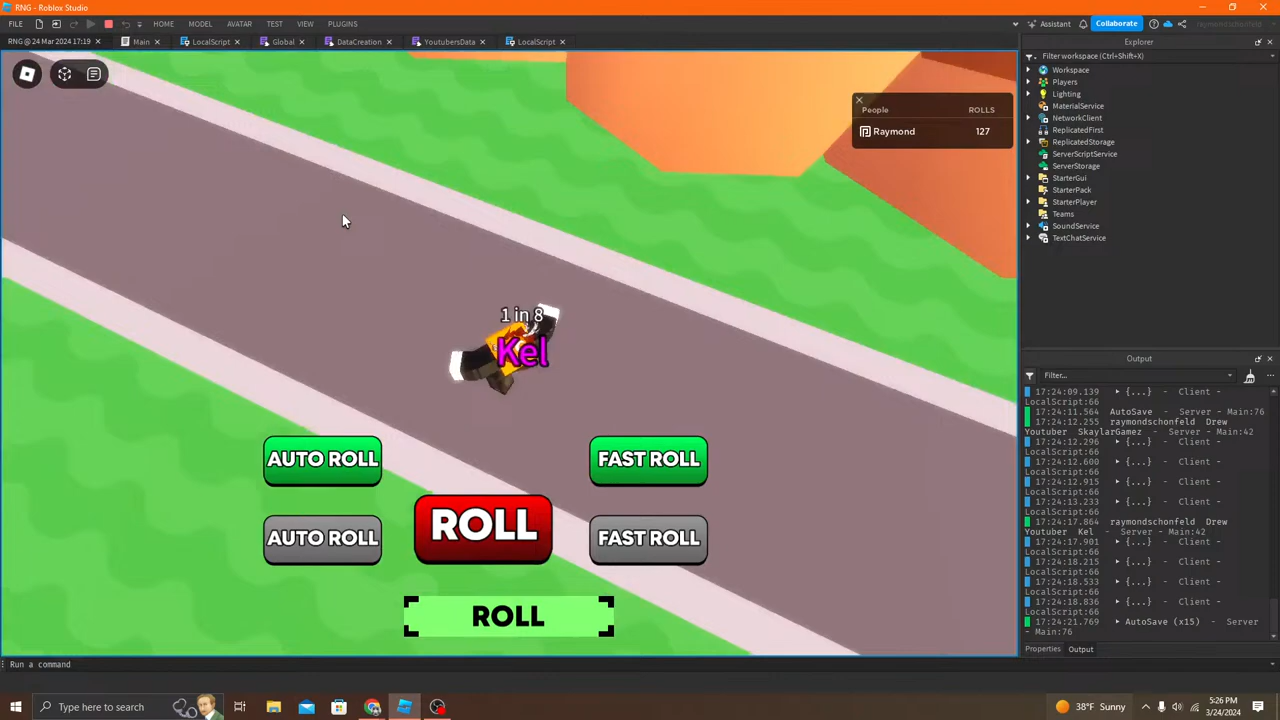 RNG - Roblox Studio
FILE HOME MODEL AVATAR TEST VIEW PLUGINS Assistant Collaborate raymondschonfeld
RNG @ 24 Mar 2024 17:19 Main LocalScript Global DataCreation YoutubersData LocalScript
People ROLLS
Raymond 127
1 in 8
Kel
AUTO ROLL FAST ROLL
ROLL
AUTO ROLL FAST ROLL
ROLL
Explorer
Filter workspace (Ctrl+Shift+X)
Workspace
Players
Lighting
MaterialService
NetworkClient
ReplicatedFirst
ReplicatedStorage
ServerScriptService
ServerStorage
StarterGui
StarterPack
StarterPlayer
Teams
SoundService
TextChatService
Output
Filter...
17:24:09.139 ▸ {...} - Client -
LocalScript:66
17:24:11.564 AutoSave - Server - Main:76
17:24:12.255 raymondschonfeld Drew
Youtuber SkaylarGamez - Server - Main:42
17:24:12.296 ▸ {...} - Client -
LocalScript:66
17:24:12.600 ▸ {...} - Client -
LocalScript:66
17:24:12.915 ▸ {...} - Client -
LocalScript:66
17:24:13.233 ▸ {...} - Client -
LocalScript:66
17:24:17.864 raymondschonfeld Drew
Youtuber Kel - Server - Main:42
17:24:17.901 ▸ {...} - Client -
LocalScript:66
17:24:18.215 ▸ {...} - Client -
LocalScript:66
17:24:18.533 ▸ {...} - Client -
LocalScript:66
17:24:18.836 ▸ {...} - Client -
LocalScript:66
17:24:21.769 ▸ AutoSave (x15) - Server
- Main:76
Properties Output
Run a command
Type here to search
38°F Sunny
5:26 PM
3/24/2024